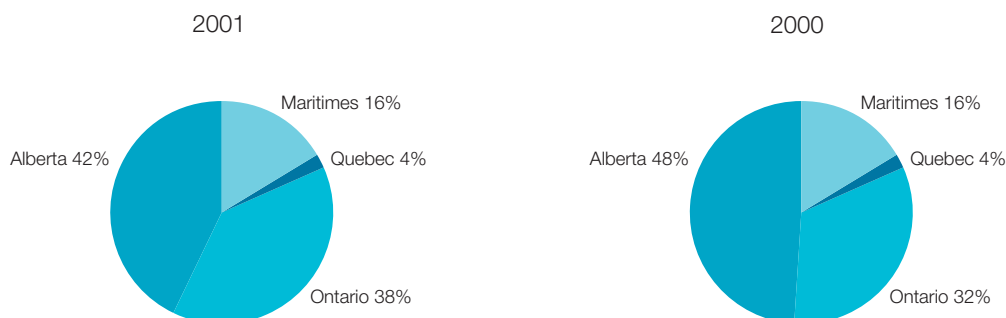 2001
Maritimes 16%
Alberta 42%
Quebec 4%
Ontario 38%
2000
Maritimes 16%
Alberta 48%
Quebec 4%
Ontario 32%